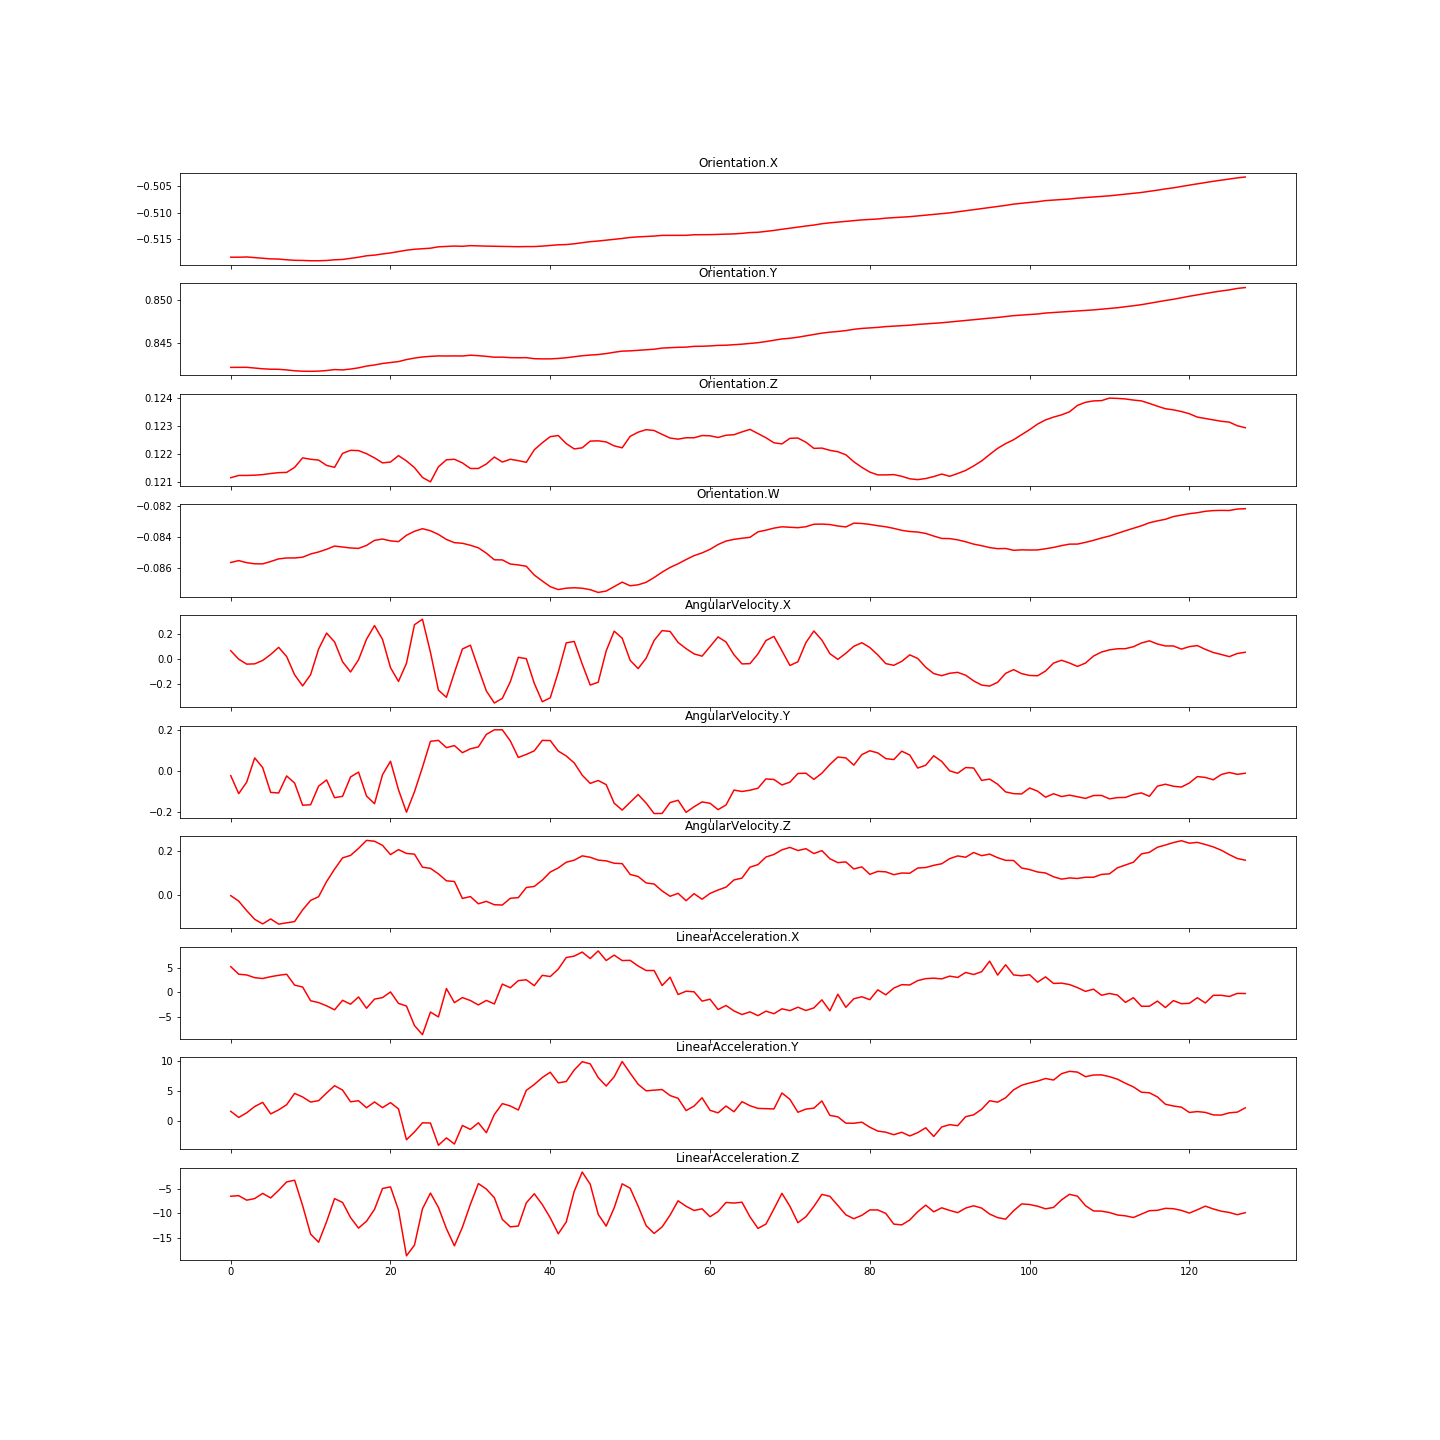 Orientation.X
−0.505
−0.510
−0.515
Orientation.Y
0.850
0.845
Orientation.Z
0.124
0.123
0.122
0.121
Orientation.W
−0.082
−0.084
−0.086
AngularVelocity.X
0.2
0.0
−0.2
AngularVelocity.Y
0.2
0.0
−0.2
AngularVelocity.Z
0.2
0.0
LinearAcceleration.X
5
0
−5
LinearAcceleration.Y
10
5
0
LinearAcceleration.Z
−5
−10
−15
0 20 40 60 80 100 120